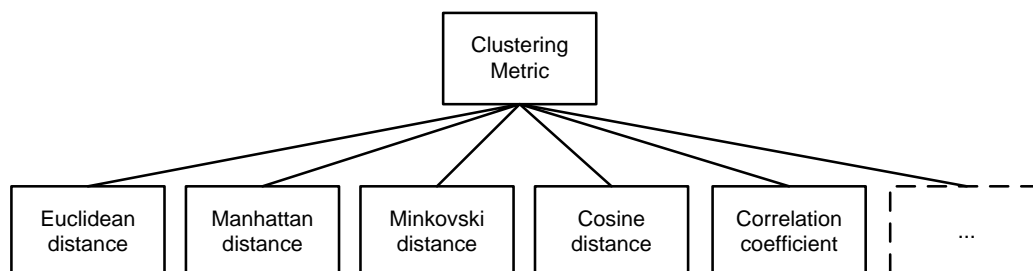 Clustering
Metric
Euclidean
distance
Manhattan
distance
Minkovski
distance
Cosine
distance
Correlation
coefficient
...